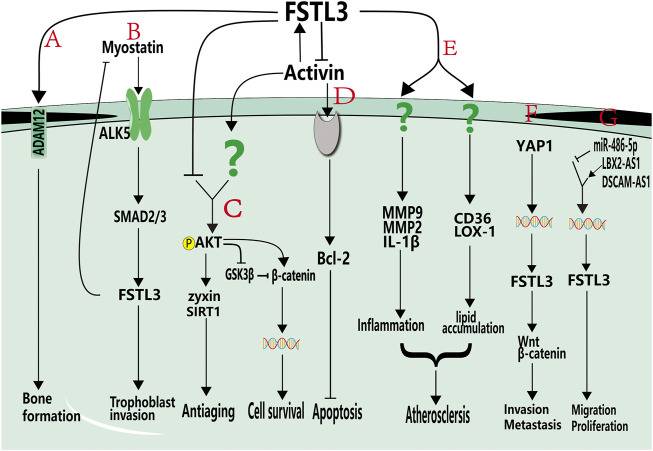 FSTL3
A
B
Myostatin
E
Activin
D
?
?
ADAM12
ALK5
F
G
YAP1
miR-486-5p
LBX2-AS1
DSCAM-AS1
?
C
SMAD2/3
MMP9
MMP2
IL-1β
CD36
LOX-1
P AKT
GSK3β
β-catenin
Bcl-2
FSTL3
FSTL3
FSTL3
zyxin
SIRT1
Inflammation
lipid
accumulation
Wnt
β-catenin
Bone
formation
Trophoblast
invasion
Antiaging
Cell survival
Apoptosis
Atherosclersis
Invasion
Metastasis
Migration
Proliferation